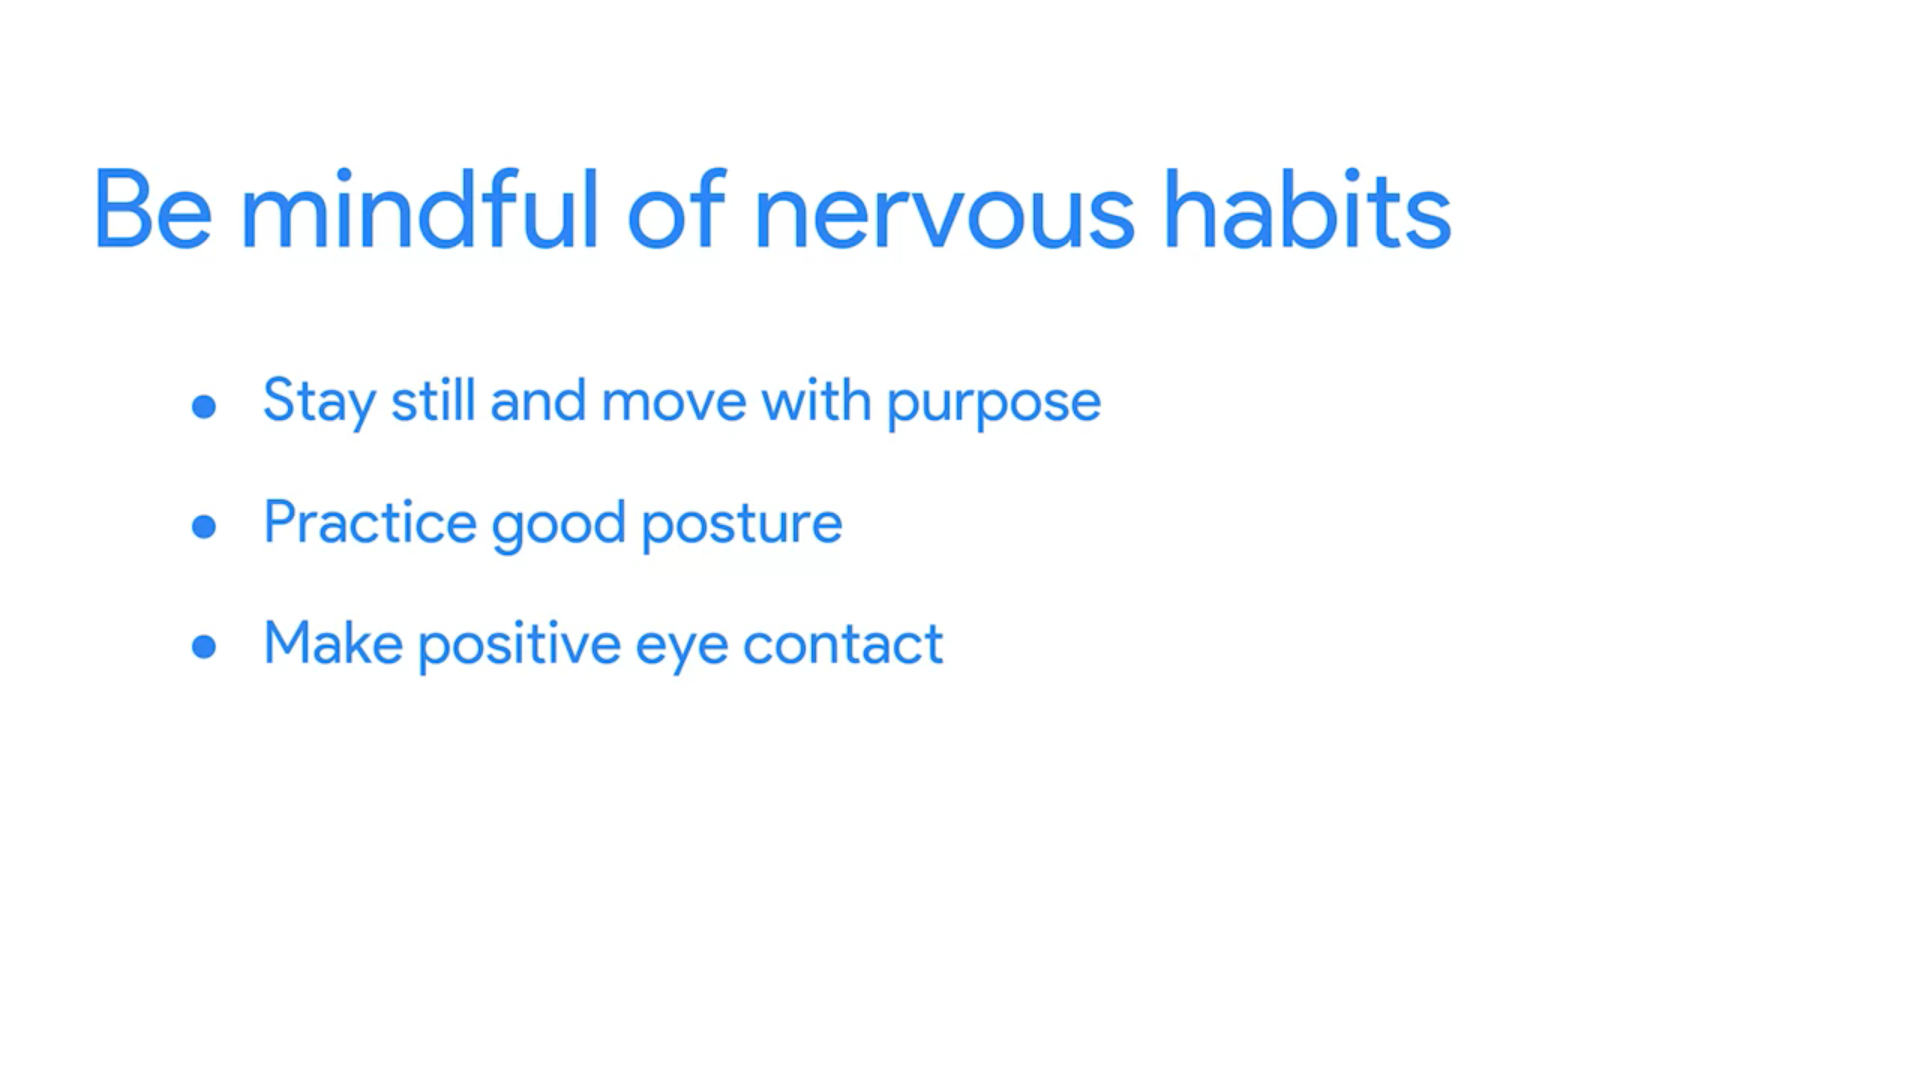 Be mindful of nervous habits
● Stay still and move with purpose
● Practice good posture
● Make positive eye contact